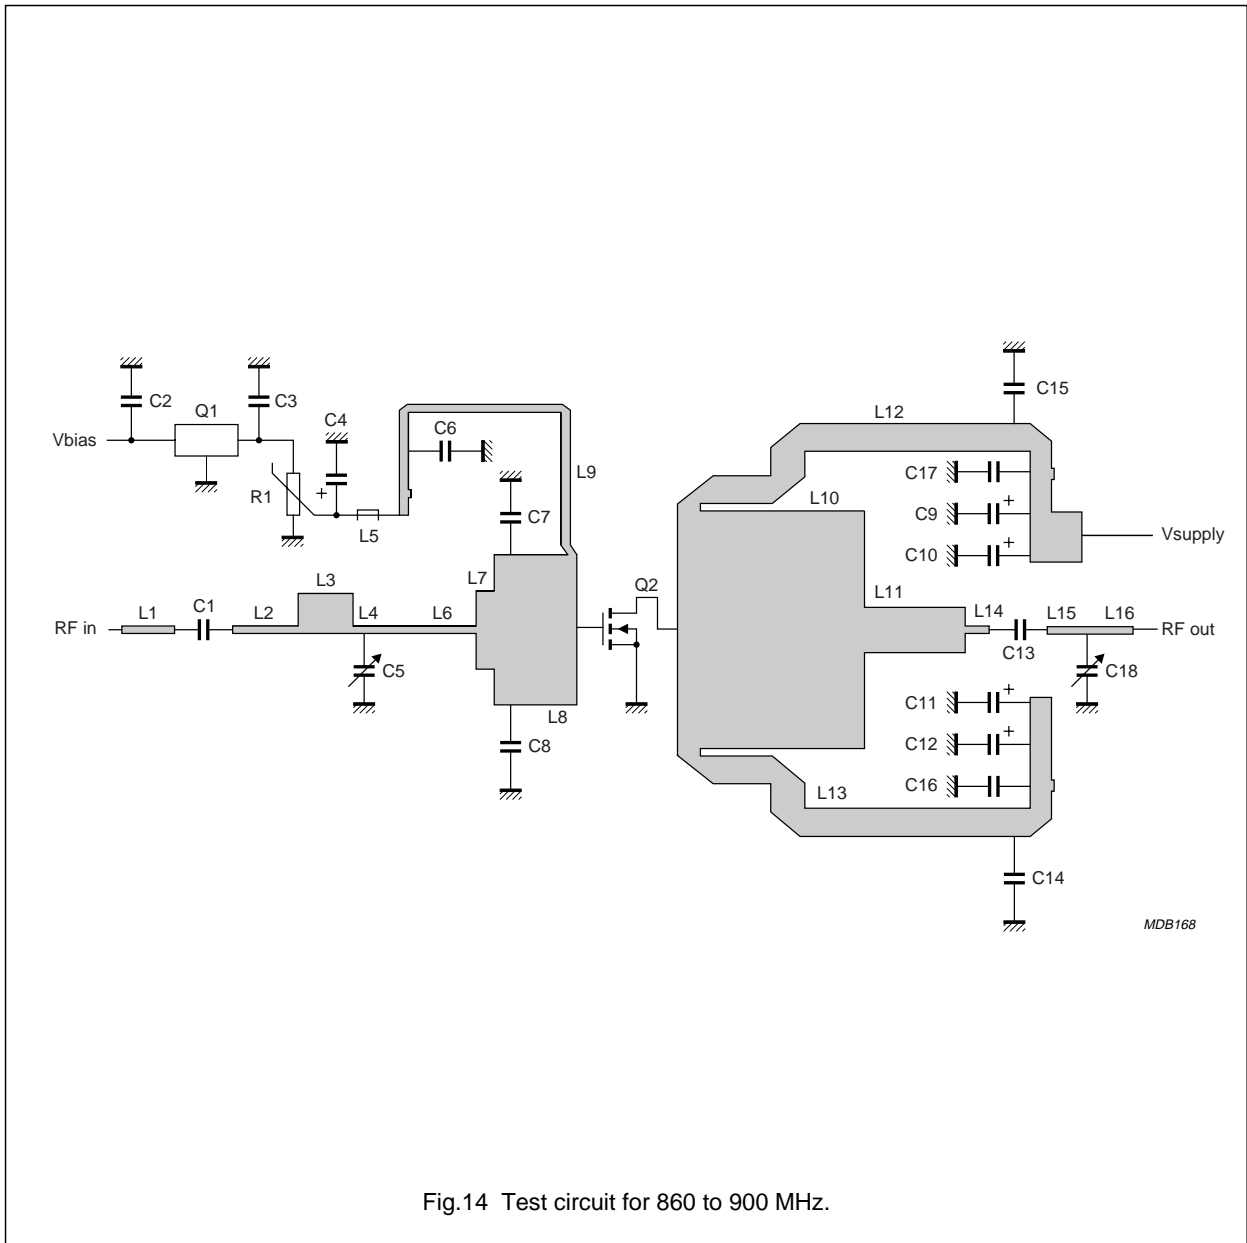 C15
L12
C2
Q1
C3
C4
Vbias
C6
L9
C17
R1
+
L10
C9
+
C7
L5
Vsupply
C10
+
L7
Q2
L3
L11
RF in
L1
C1
L2
L4
L6
L14
L15
L16
RF out
C13
C5
C18
C11
+
L8
C12
+
C8
C16
L13
C14
MDB168
Fig.14 Test circuit for 860 to 900 MHz.